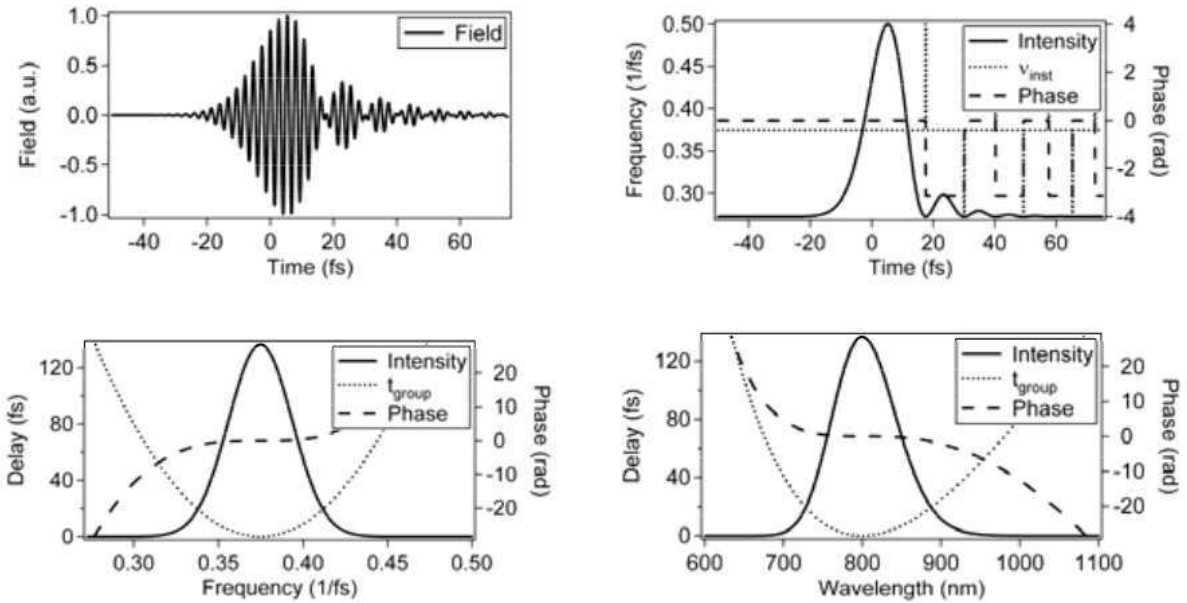 1.0
0.5
0.0
-0.5
-1.0
Field (a.u.)
Field
-40 -20 0 20 40 60
Time (fs)
0.50
0.45
0.40
0.35
0.30
Frequency (1/fs)
Intensity
νinst
Phase
4
2
0
-2
-4
Phase (rad)
-40 -20 0 20 40 60
Time (fs)
120
80
40
0
Delay (fs)
Intensity
tgroup
Phase
20
10
0
-10
-20
Phase (rad)
0.30 0.35 0.40 0.45 0.50
Frequency (1/fs)
120
80
40
0
Delay (fs)
Intensity
tgroup
Phase
20
10
0
-10
-20
Phase (rad)
600 700 800 900 1000 1100
Wavelength (nm)